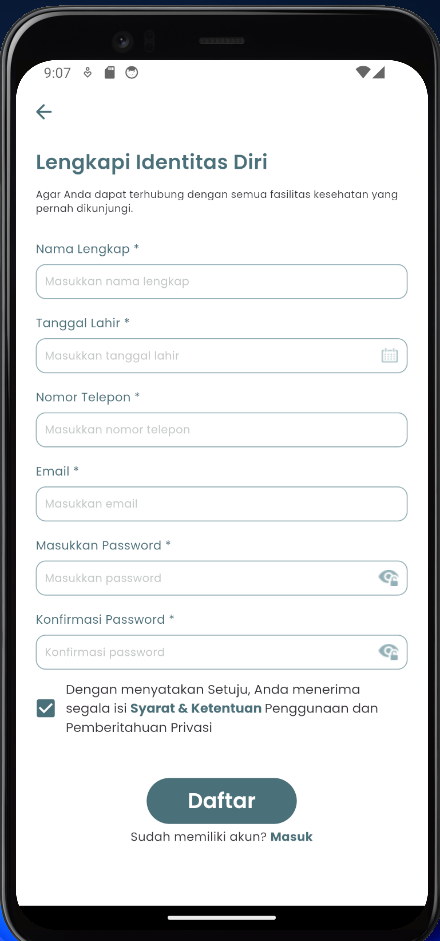 9:07
Lengkapi Identitas Diri
Agar Anda dapat terhubung dengan semua fasilitas kesehatan yang
pernah dikunjungi.
Nama Lengkap *
Masukkan nama lengkap
Tanggal Lahir *
Masukkan tanggal lahir
Nomor Telepon *
Masukkan nomor telepon
Email *
Masukkan email
Masukkan Password *
Masukkan password
Konfirmasi Password *
Konfirmasi password
Dengan menyatakan Setuju, Anda menerima
segala isi Syarat & Ketentuan Penggunaan dan
Pemberitahuan Privasi
Daftar
Sudah memiliki akun? Masuk